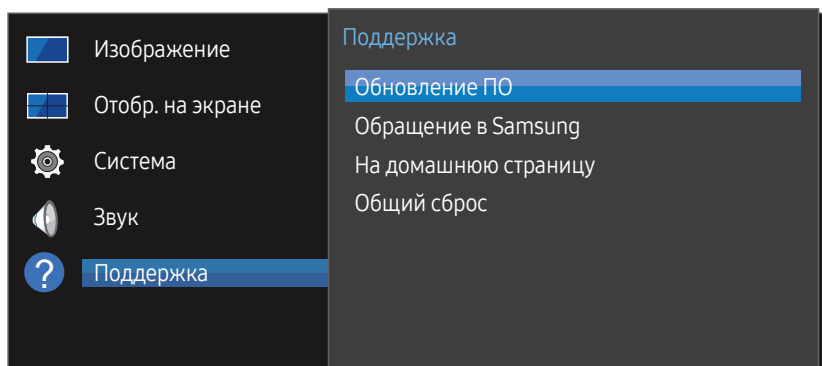 Изображение
Отобр. на экране
Система
Звук
? Поддержка
Поддержка
Обновление ПО
Обращение в Samsung
На домашнюю страницу
Общий сброс